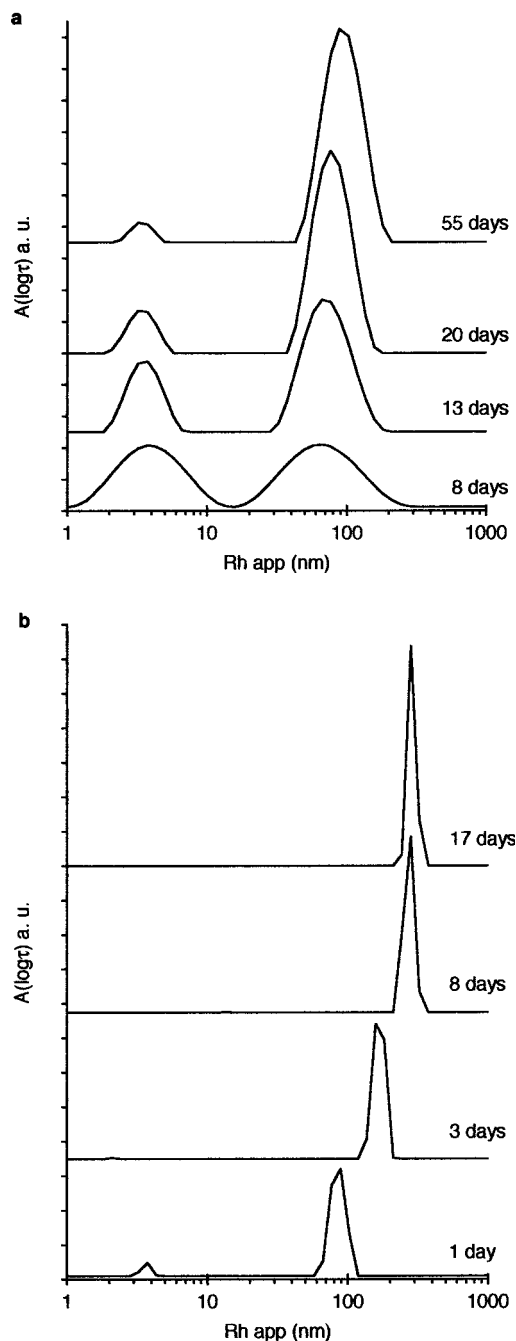 a
A(logτ) a. u.
55 days
20 days
13 days
8 days
1 10 100 1000
Rh app (nm)
b
A(logτ) a. u.
17 days
8 days
3 days
1 day
1 10 100 1000
Rh app (nm)